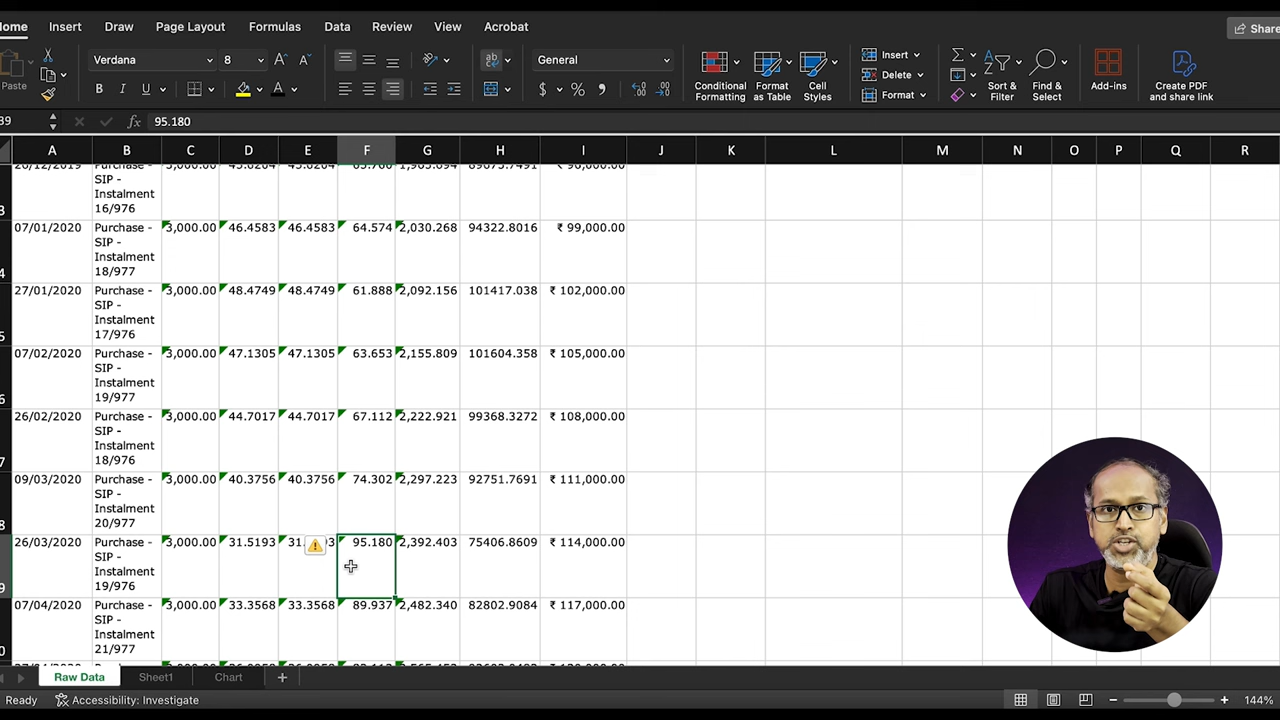 Home Insert Draw Page Layout Formulas Data Review View Acrobat Share
Verdana 8 General Insert
Delete
Format
Paste Conditional Formatting Format as Table Cell Styles Sort & Filter Find & Select Add-ins Create PDF and share link
39 fx 95.180
A B C D E F G H I J K L M N O P Q R
26/12/2019 Purchase - 3,000.00
SIP -
Instalment
16/976
07/01/2020 Purchase - 3,000.00 46.4583 46.4583 64.574 2,030.268 94322.8016 ₹ 99,000.00
SIP -
Instalment
18/977
27/01/2020 Purchase - 3,000.00 48.4749 48.4749 61.888 2,092.156 101417.038 ₹ 102,000.00
SIP -
Instalment
17/976
07/02/2020 Purchase - 3,000.00 47.1305 47.1305 63.653 2,155.809 101604.358 ₹ 105,000.00
SIP -
Instalment
19/977
26/02/2020 Purchase - 3,000.00 44.7017 44.7017 67.112 2,222.921 99368.3272 ₹ 108,000.00
SIP -
Instalment
18/976
09/03/2020 Purchase - 3,000.00 40.3756 40.3756 74.302 2,297.223 92751.7691 ₹ 111,000.00
SIP -
Instalment
20/977
26/03/2020 Purchase - 3,000.00 31.5193 95.180 2,392.403 75406.8609 ₹ 114,000.00
SIP -
Instalment
19/976
07/04/2020 Purchase - 3,000.00 33.3568 33.3568 89.937 2,482.340 82802.9084 ₹ 117,000.00
SIP -
Instalment
21/977
Raw Data Sheet1 Chart
Ready Accessibility: Investigate 144%